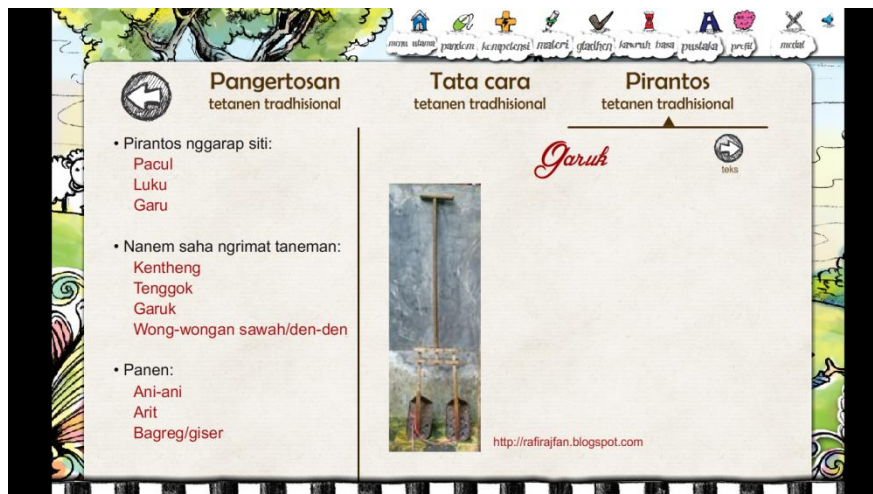 menu utama pandom kompetensi materi gladhen kawruh basa pustaka profil medal
Pangertosan
tetanen tradhisional
Tata cara
tetanen tradhisional
Pirantos
tetanen tradhisional
• Pirantos nggarap siti:
Pacul
Luku
Garu
• Nanem saha ngrimat taneman:
Kentheng
Tenggok
Garuk
Wong-wongan sawah/den-den
• Panen:
Ani-ani
Arit
Bagreg/giser
Garuk
teks
http://rafirajfan.blogspot.com